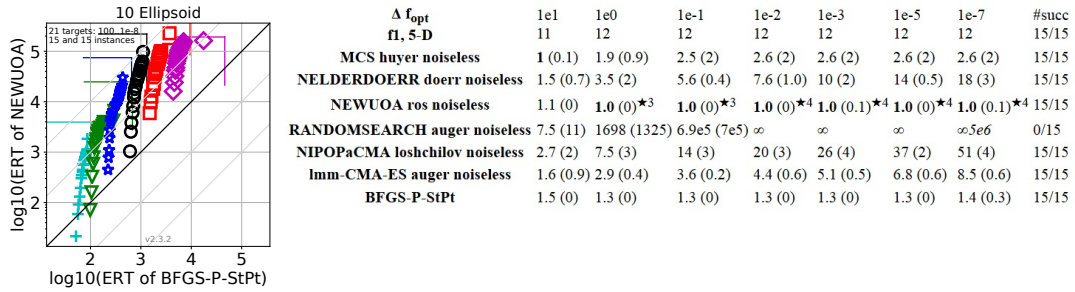 10 Ellipsoid
21 targets: 100..1e-8
15 and 15 instances
5
4
3
2
log10(ERT of NEWUOA)
v2.3.2
2 3 4 5
log10(ERT of BFGS-P-StPt)
Δ fopt 1e1 1e0 1e-1 1e-2 1e-3 1e-5 1e-7 #succ
f1, 5-D 11 12 12 12 12 12 12 15/15
MCS huyer noiseless 1 (0.1) 1.9 (0.9) 2.5 (2) 2.6 (2) 2.6 (2) 2.6 (2) 2.6 (2) 15/15
NELDERDOERR doerr noiseless 1.5 (0.7) 3.5 (2) 5.6 (0.4) 7.6 (1.0) 10 (2) 14 (0.5) 18 (3) 15/15
NEWUOA ros noiseless 1.1 (0) 1.0 (0)★3 1.0 (0)★3 1.0 (0)★4 1.0 (0.1)★4 1.0 (0)★4 1.0 (0.1)★4 15/15
RANDOMSEARCH auger noiseless 7.5 (11) 1698 (1325) 6.9e5 (7e5) ∞ ∞ ∞ ∞5e6 0/15
NIPOPaCMA loshchilov noiseless 2.7 (2) 7.5 (3) 14 (3) 20 (3) 26 (4) 37 (2) 51 (4) 15/15
lmm-CMA-ES auger noiseless 1.6 (0.9) 2.9 (0.4) 3.6 (0.2) 4.4 (0.6) 5.1 (0.5) 6.8 (0.6) 8.5 (0.6) 15/15
BFGS-P-StPt 1.5 (0) 1.3 (0) 1.3 (0) 1.3 (0) 1.3 (0) 1.3 (0) 1.4 (0.3) 15/15